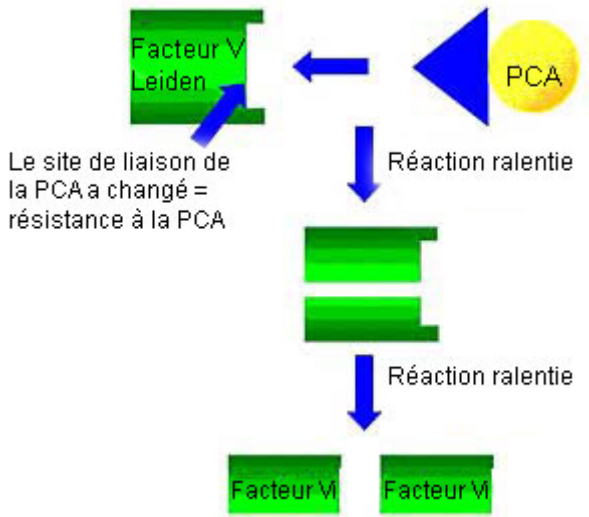 Facteur V
Leiden
PCA
Le site de liaison de
la PCA a changé =
résistance à la PCA
Réaction ralentie
Réaction ralentie
Facteur Vi
Facteur Vi